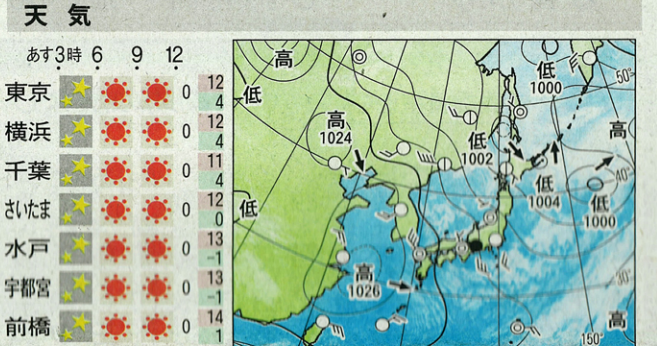 天気
あす3時 6 9 12
東京 0 12 4
横浜 0 12 4
千葉 0 11 4
さいたま 0 12 0
水戸 0 13 -1
宇都宮 0 13 -1
前橋 0 14 1
高
低
低
高 1024
低 1002
低 1000
高
低 1004
低 1000
高 1026
高
50°
40°
30°
150°